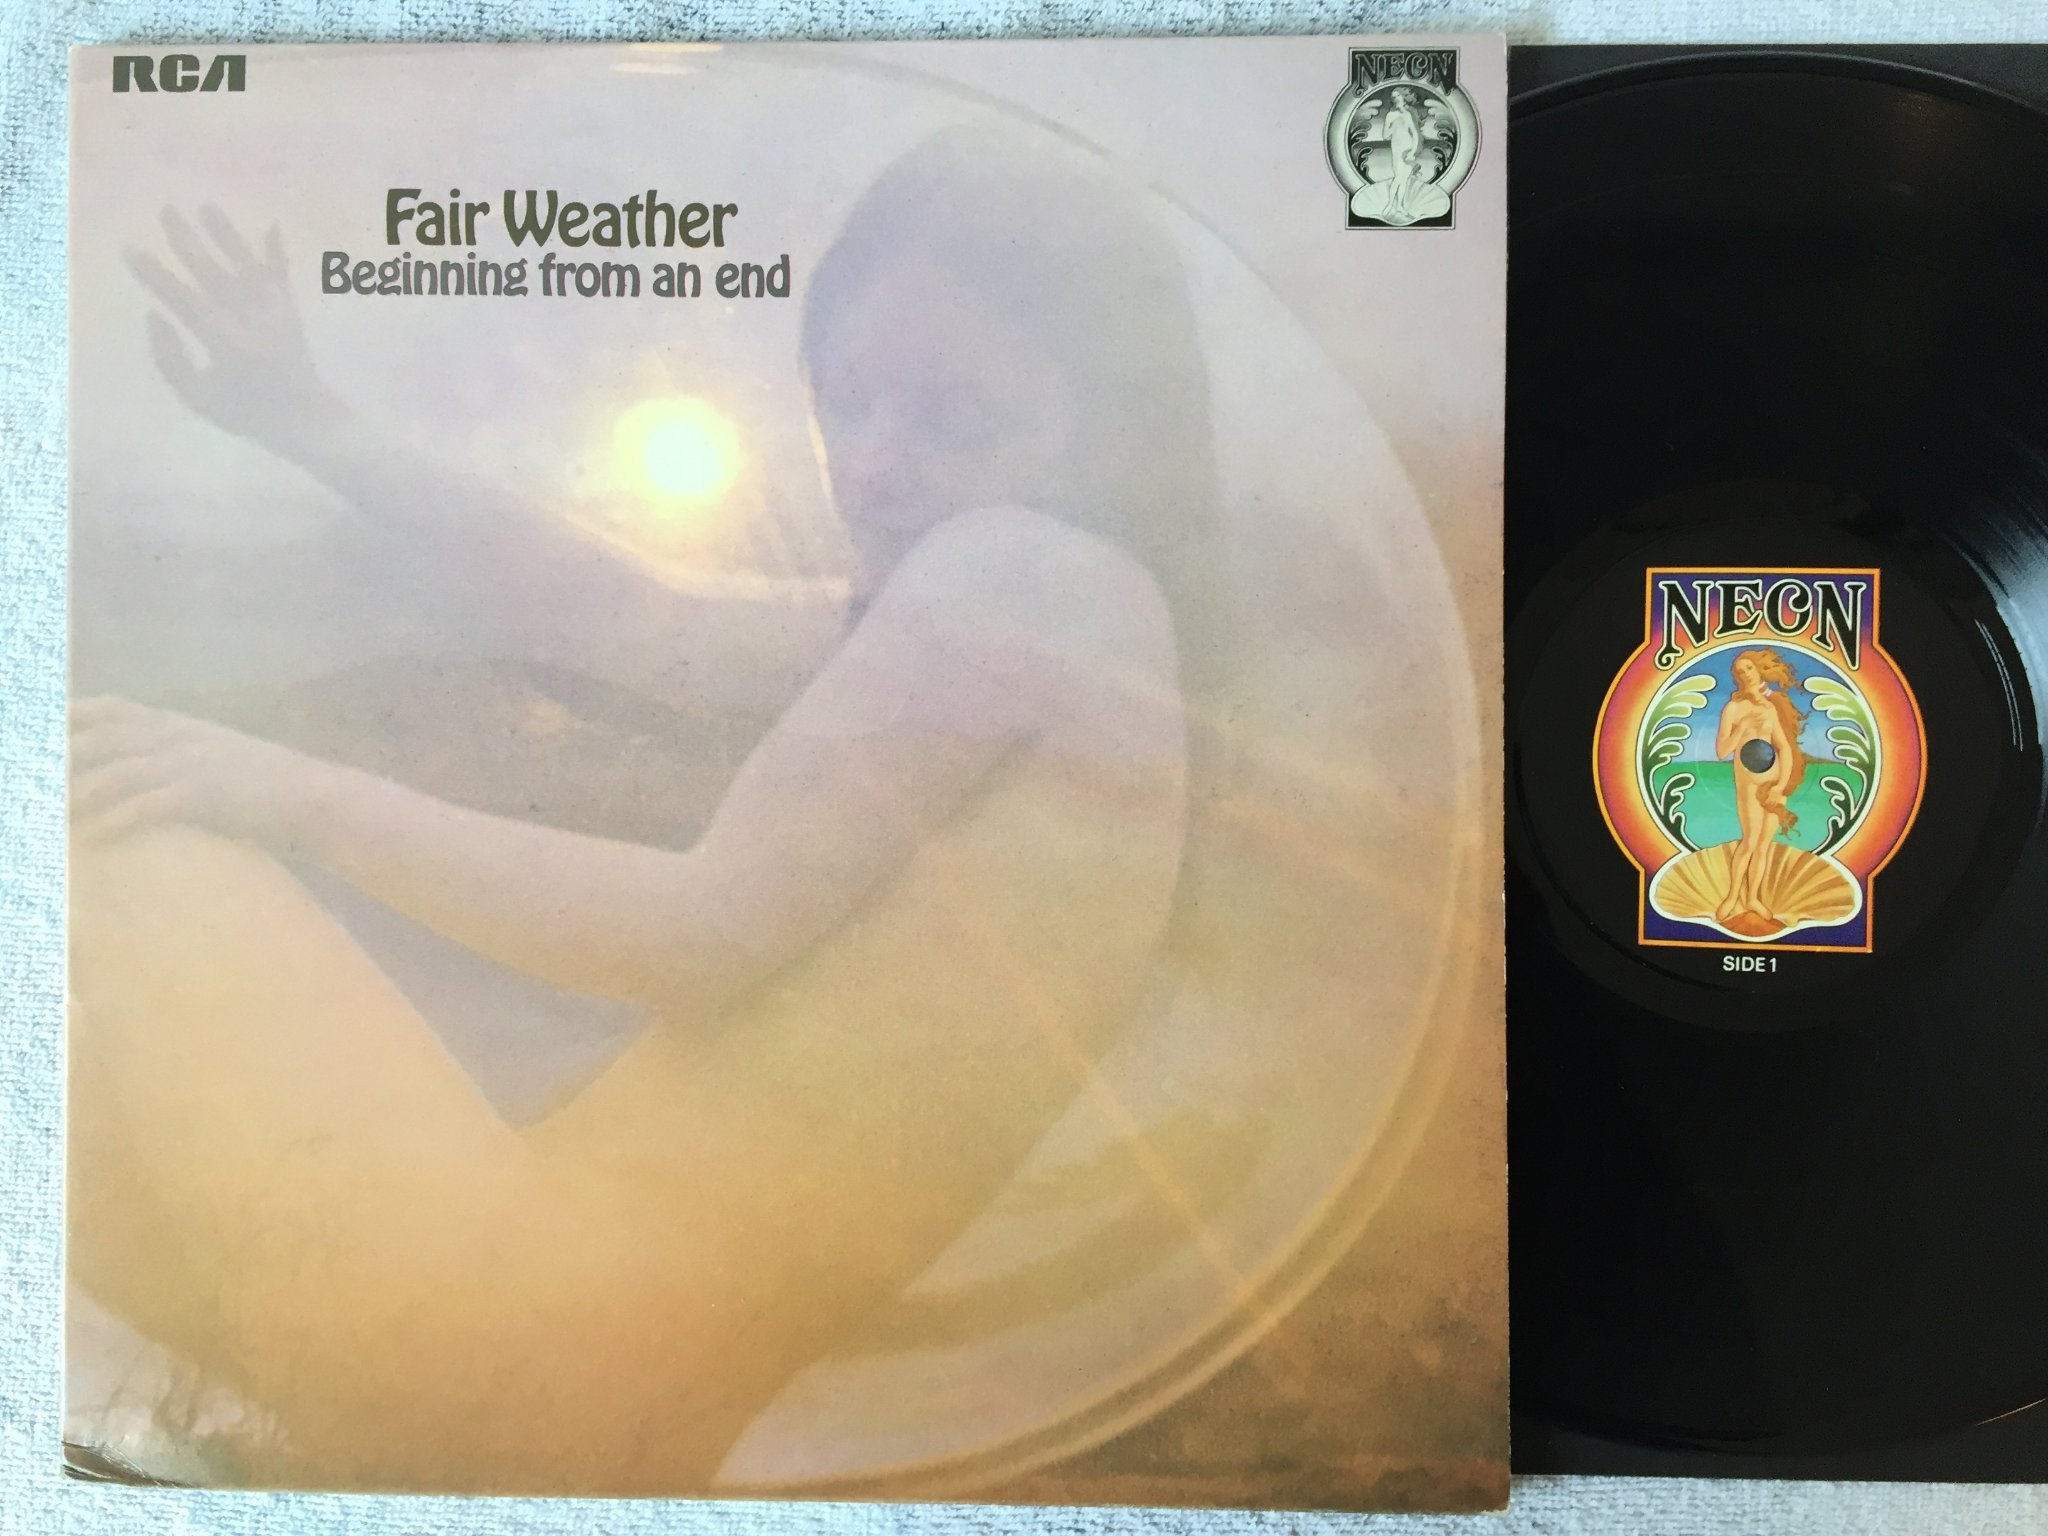 RCA
NEON
Fair Weather
Beginning from an end
NEON
SIDE 1